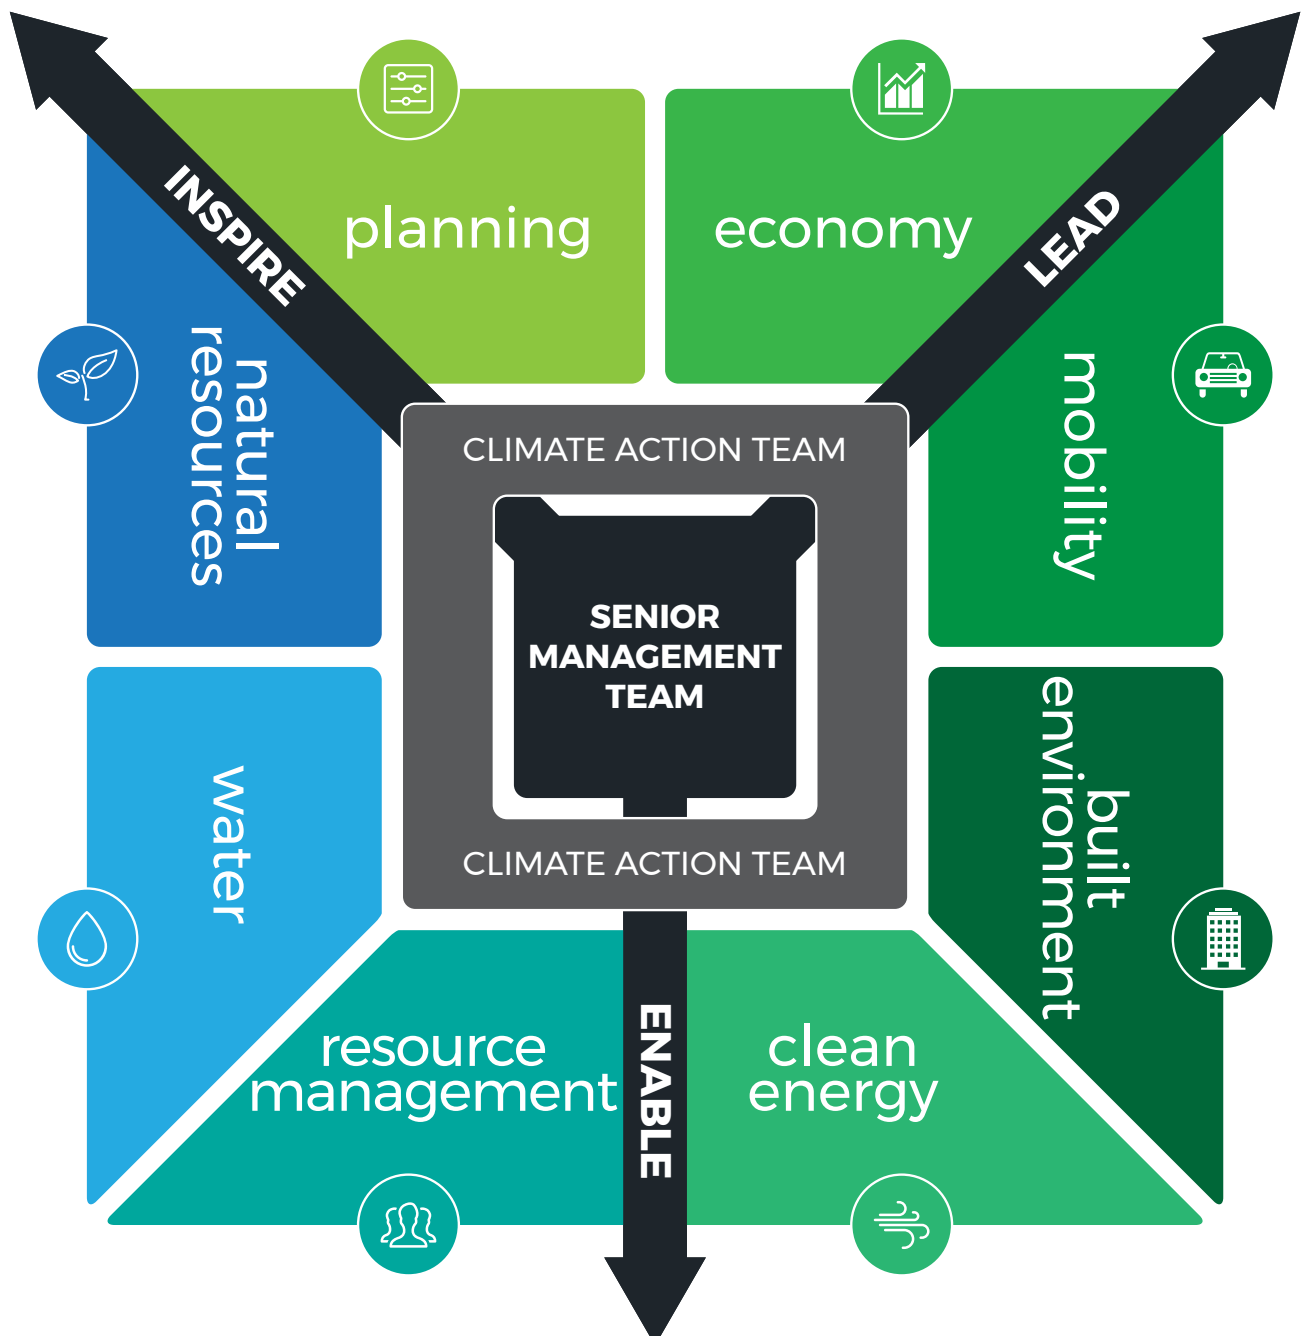 planning
economy
INSPIRE
LEAD
natural
resources
mobility
CLIMATE ACTION TEAM
SENIOR
MANAGEMENT
TEAM
CLIMATE ACTION TEAM
water
built
environment
resource
management
ENABLE
clean
energy